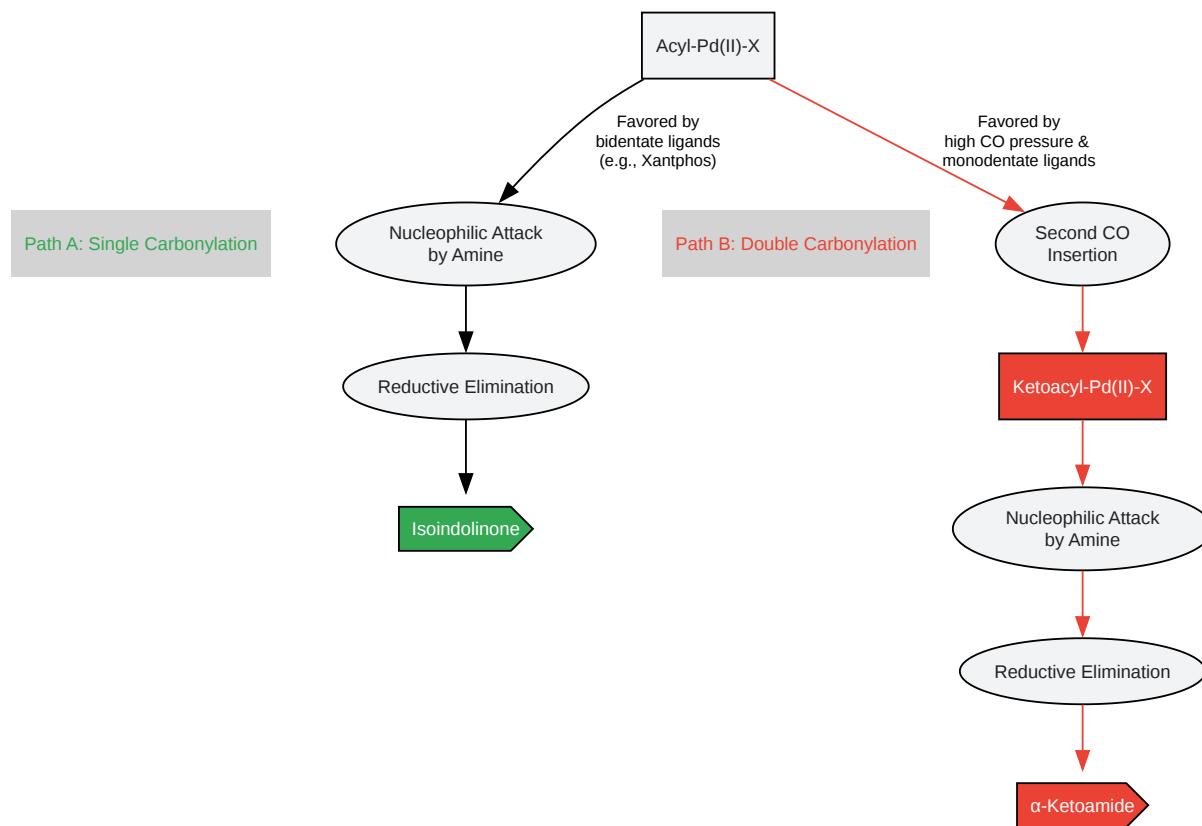 Acyl-Pd(II)-X
Favored by
bidentate ligands
(e.g., Xantphos)
Favored by
high CO pressure &
monodentate ligands
Path A: Single Carbonylation
Nucleophilic Attack
by Amine
Path B: Double Carbonylation
Second CO
Insertion
Reductive Elimination
Ketoacyl-Pd(II)-X
Isoindolinone
Nucleophilic Attack
by Amine
Reductive Elimination
α-Ketoamide